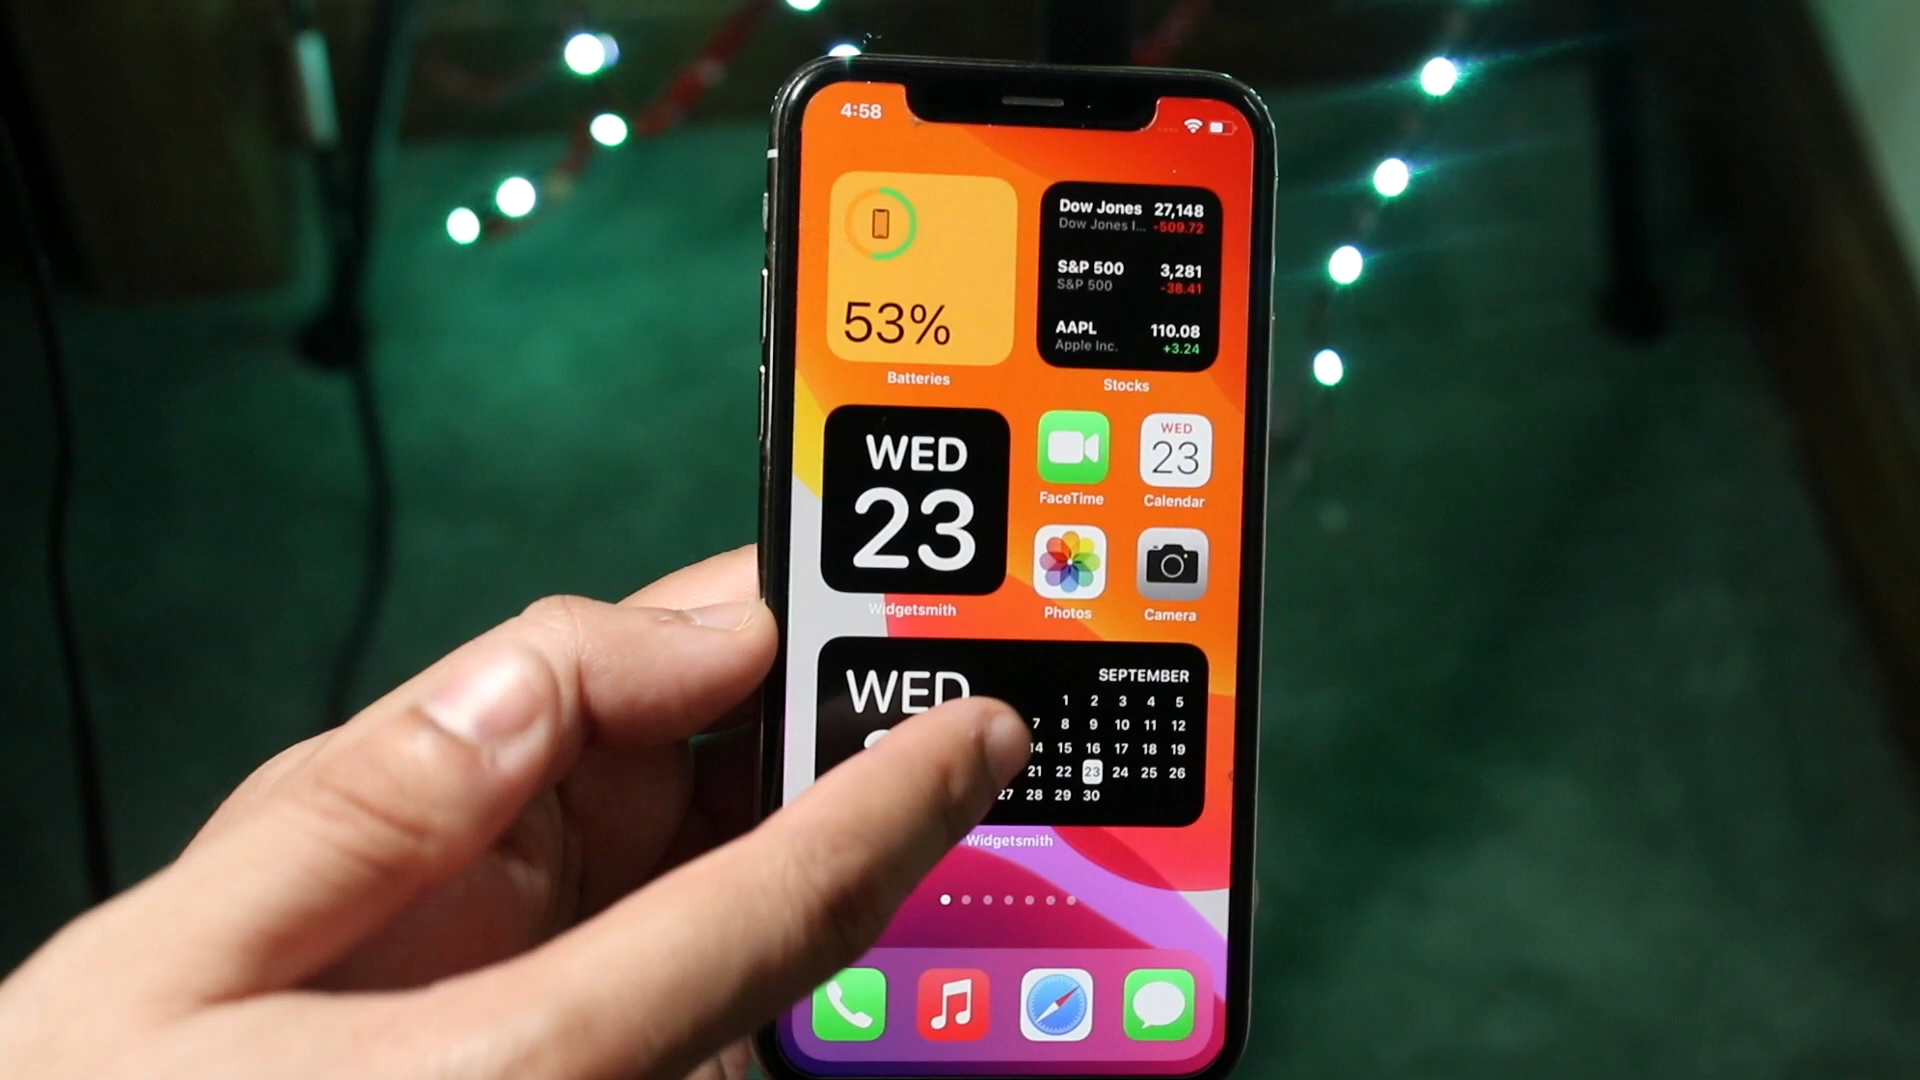 4:58
53%
Batteries
Dow Jones 27,148
Dow Jones I... -509.72
S&P 500 3,281
S&P 500 -38.41
AAPL 110.08
Apple Inc. +3.24
Stocks
WED
23
Widgetsmith
FaceTime
WED
23
Calendar
Photos
Camera
WED
SEPTEMBER
1 2 3 4 5
7 8 9 10 11 12
14 15 16 17 18 19
21 22 23 24 25 26
27 28 29 30
Widgetsmith